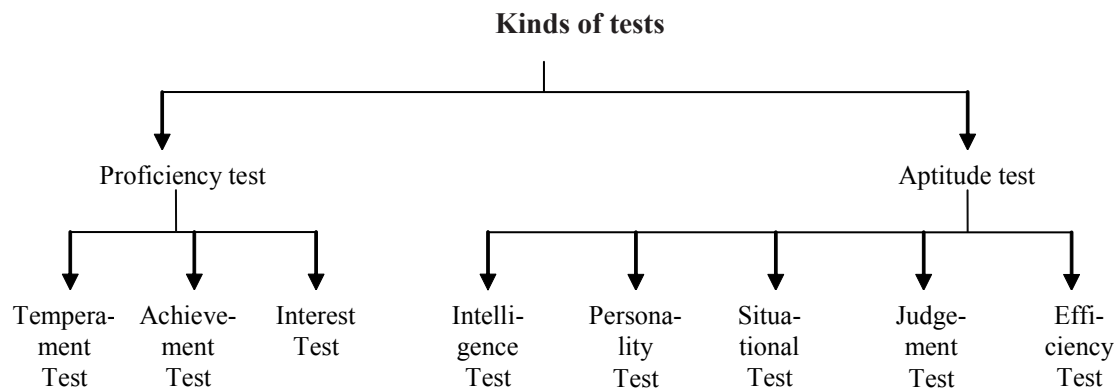 Kinds of tests
Proficiency test
Aptitude test
Tempera-
ment
Test
Achieve-
ment
Test
Interest
Test
Intelli-
gence
Test
Persona-
lity
Test
Situa-
tional
Test
Judge-
ment
Test
Effi-
ciency
Test